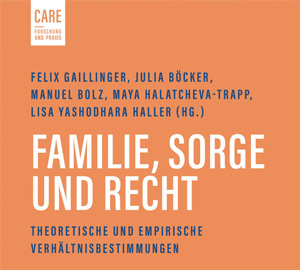 CARE
FORSCHUNG
UND PRAXIS
FELIX GAILLINGER, JULIA BÖCKER,
MANUEL BOLZ, MAYA HALATCHEVA-TRAPP,
LISA YASHODHARA HALLER (HG.)
FAMILIE, SORGE
UND RECHT
THEORETISCHE UND EMPIRISCHE
VERHÄLTNISBESTIMMUNGEN